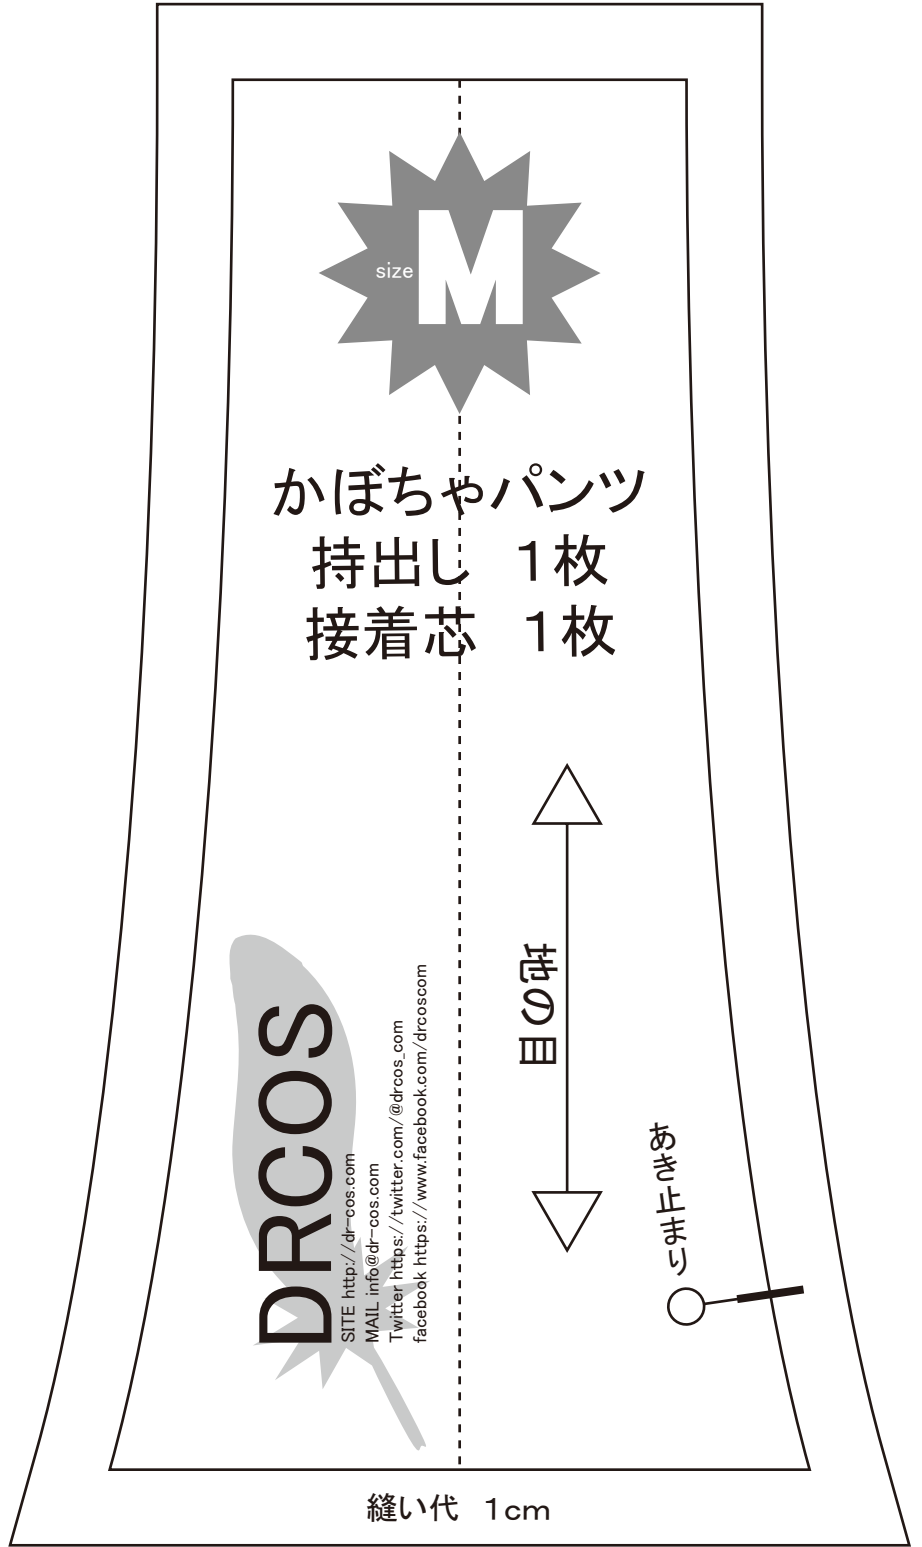 size M
かぼちゃパンツ
持出し　1枚
接着芯　1枚
地の目
DRCOS
SITE http://dr-cos.com
MAIL info@dr-cos.com
Twitter https://twitter.com/@drcos_com
facebook https://www.facebook.com/drcoscom
あき止まり
縫い代　1cm